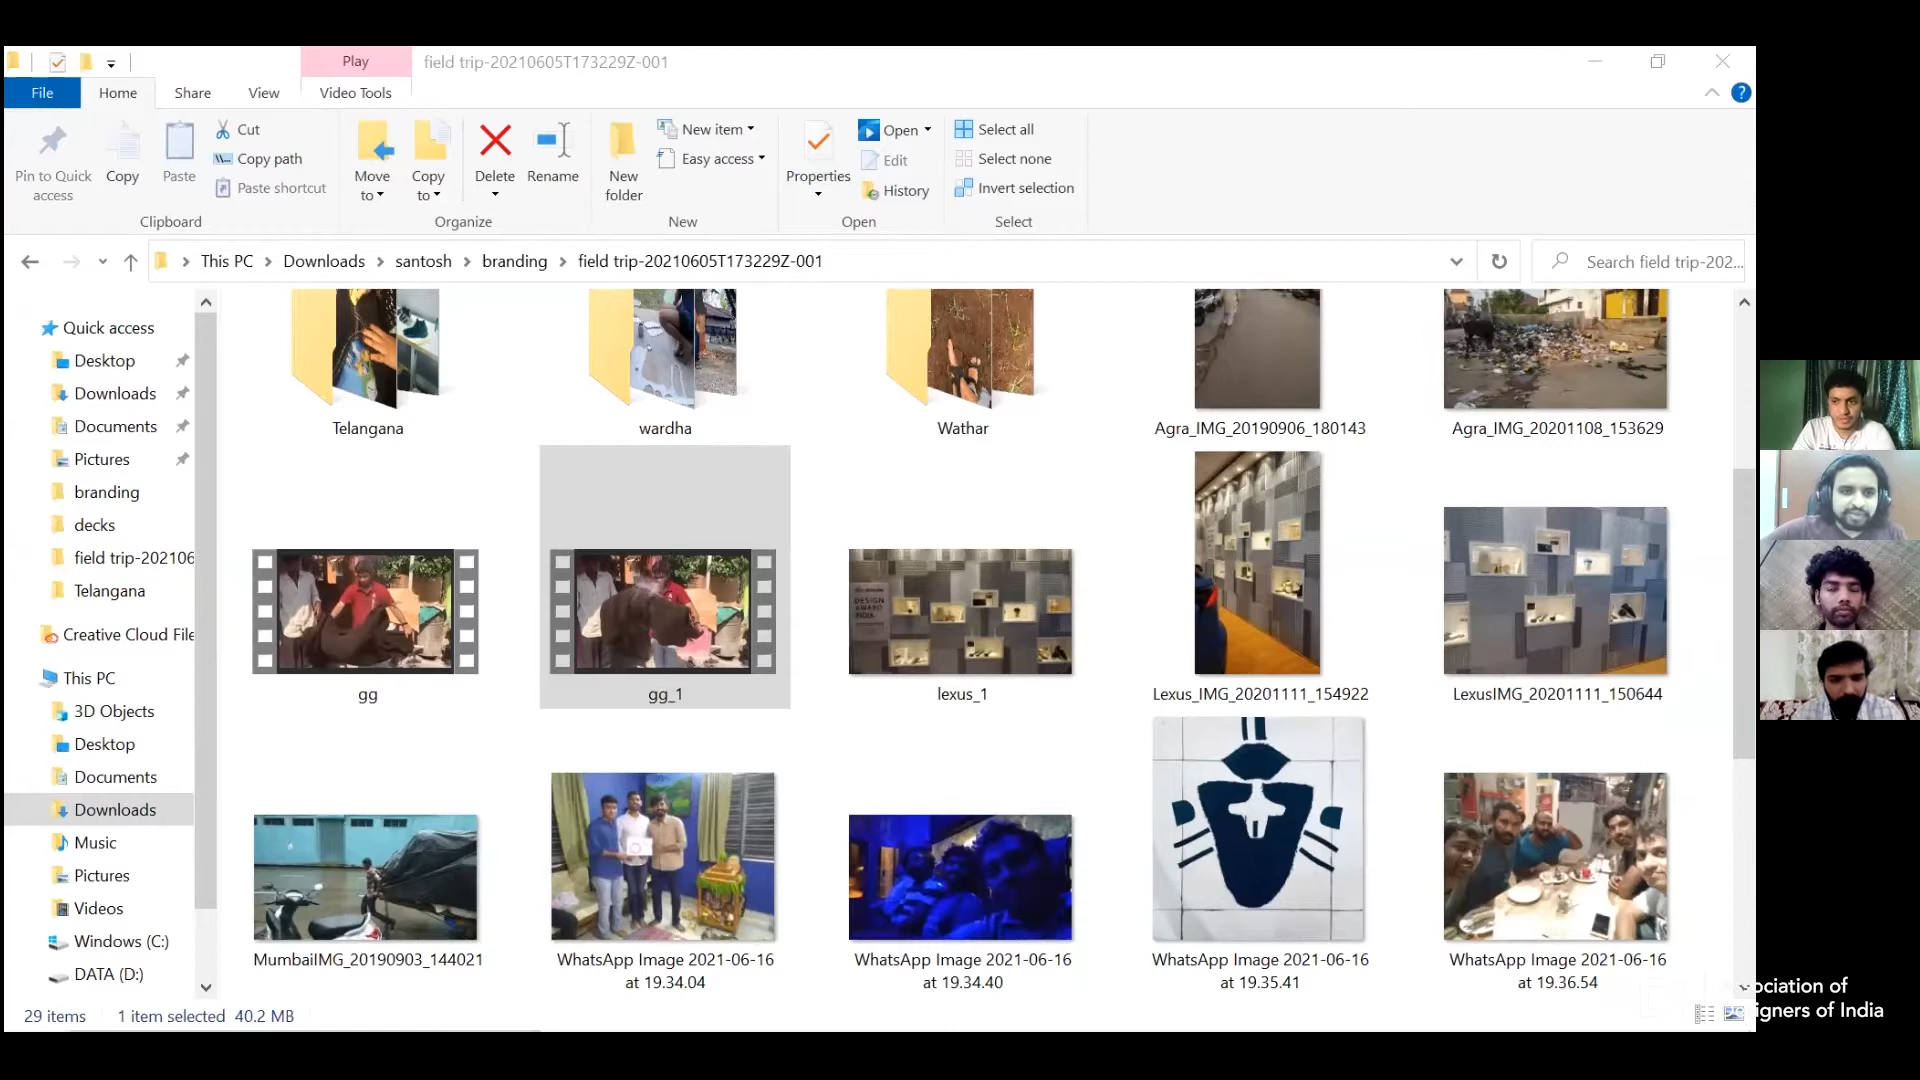 Play
field trip-20210605T173229Z-001
File
Home
Share
View
Video Tools
Pin to Quick access
Copy
Paste
Cut
Copy path
Paste shortcut
Clipboard
Move to
Copy to
Delete
Rename
Organize
New folder
New item
Easy access
New
Properties
Open
Edit
History
Open
Select all
Select none
Invert selection
Select
This PC
Downloads
santosh
branding
field trip-20210605T173229Z-001
Search field trip-202...
Quick access
Desktop
Downloads
Documents
Pictures
branding
decks
field trip-202106
Telangana
Creative Cloud File
This PC
3D Objects
Desktop
Documents
Downloads
Music
Pictures
Videos
Windows (C:)
DATA (D:)
Telangana
wardha
Wathar
Agra_IMG_20190906_180143
Agra_IMG_20201108_153629
gg
gg_1
DESIGN
AWARD
INDIA
lexus_1
Lexus_IMG_20201111_154922
LexusIMG_20201111_150644
MumbaiIMG_20190903_144021
WhatsApp Image 2021-06-16
at 19.34.04
WhatsApp Image 2021-06-16
at 19.34.40
WhatsApp Image 2021-06-16
at 19.35.41
WhatsApp Image 2021-06-16
at 19.36.54
29 items
1 item selected 40.2 MB
ociation of
igners of India